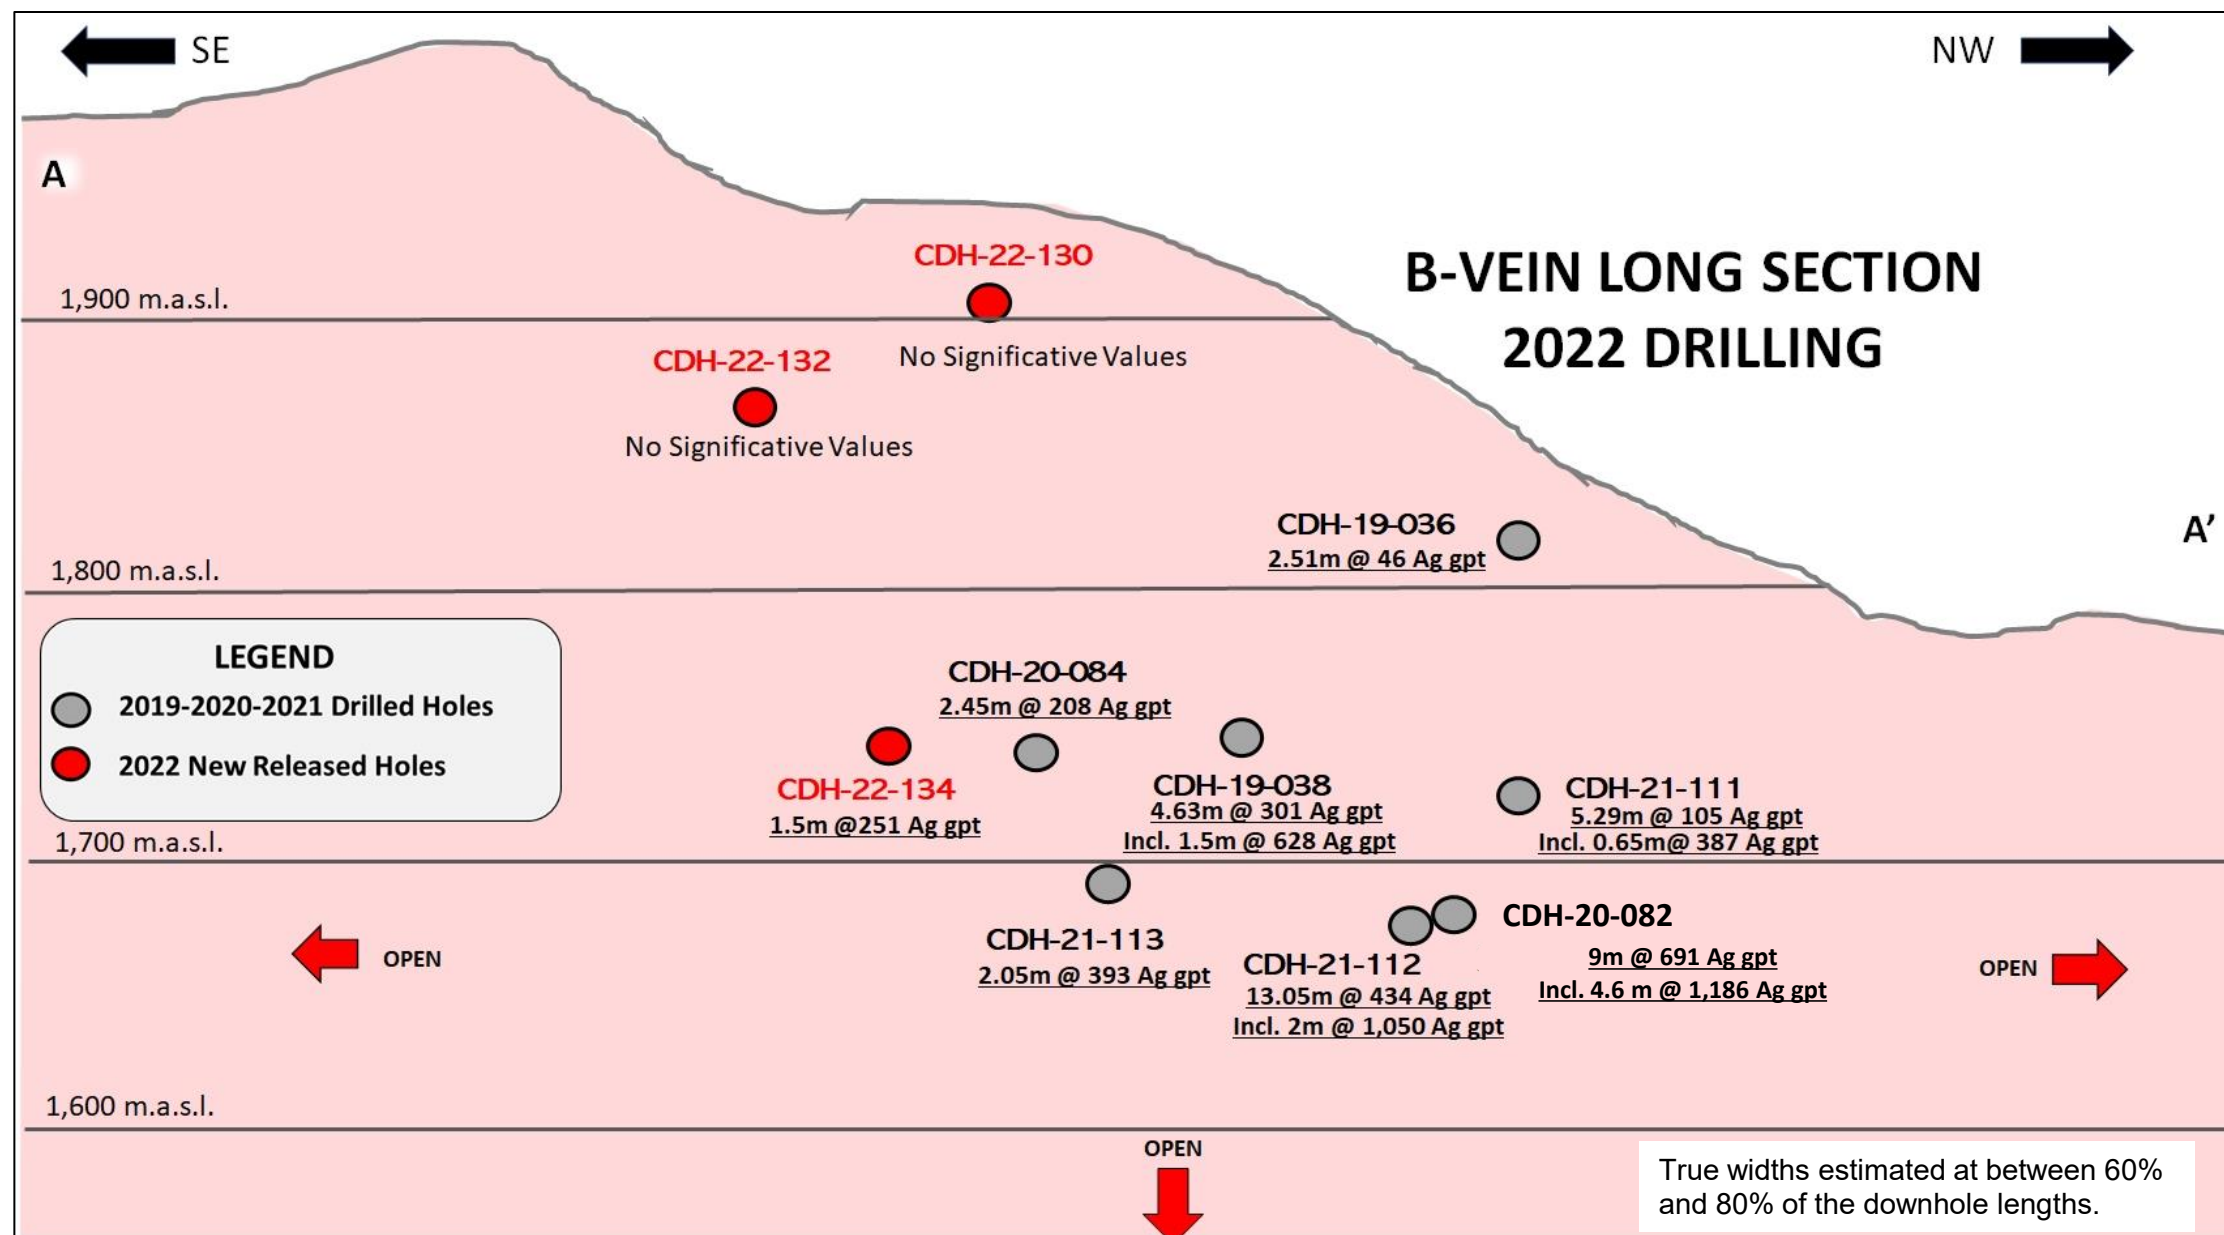 SE
NW
A
CDH-22-130
B-VEIN LONG SECTION
2022 DRILLING
1,900 m.a.s.l.
CDH-22-132
No Significative Values
No Significative Values
CDH-19-036
2.51m @ 46 Ag gpt
A’
1,800 m.a.s.l.
LEGEND
2019-2020-2021 Drilled Holes
2022 New Released Holes
CDH-20-084
2.45m @ 208 Ag gpt
CDH-22-134
1.5m @251 Ag gpt
CDH-19-038
4.63m @ 301 Ag gpt
Incl. 1.5m @ 628 Ag gpt
CDH-21-111
5.29m @ 105 Ag gpt
Incl. 0.65m@ 387 Ag gpt
1,700 m.a.s.l.
OPEN
CDH-21-113
2.05m @ 393 Ag gpt
CDH-21-112
13.05m @ 434 Ag gpt
Incl. 2m @ 1,050 Ag gpt
CDH-20-082
9m @ 691 Ag gpt
Incl. 4.6 m @ 1,186 Ag gpt
OPEN
1,600 m.a.s.l.
OPEN
True widths estimated at between 60%
and 80% of the downhole lengths.